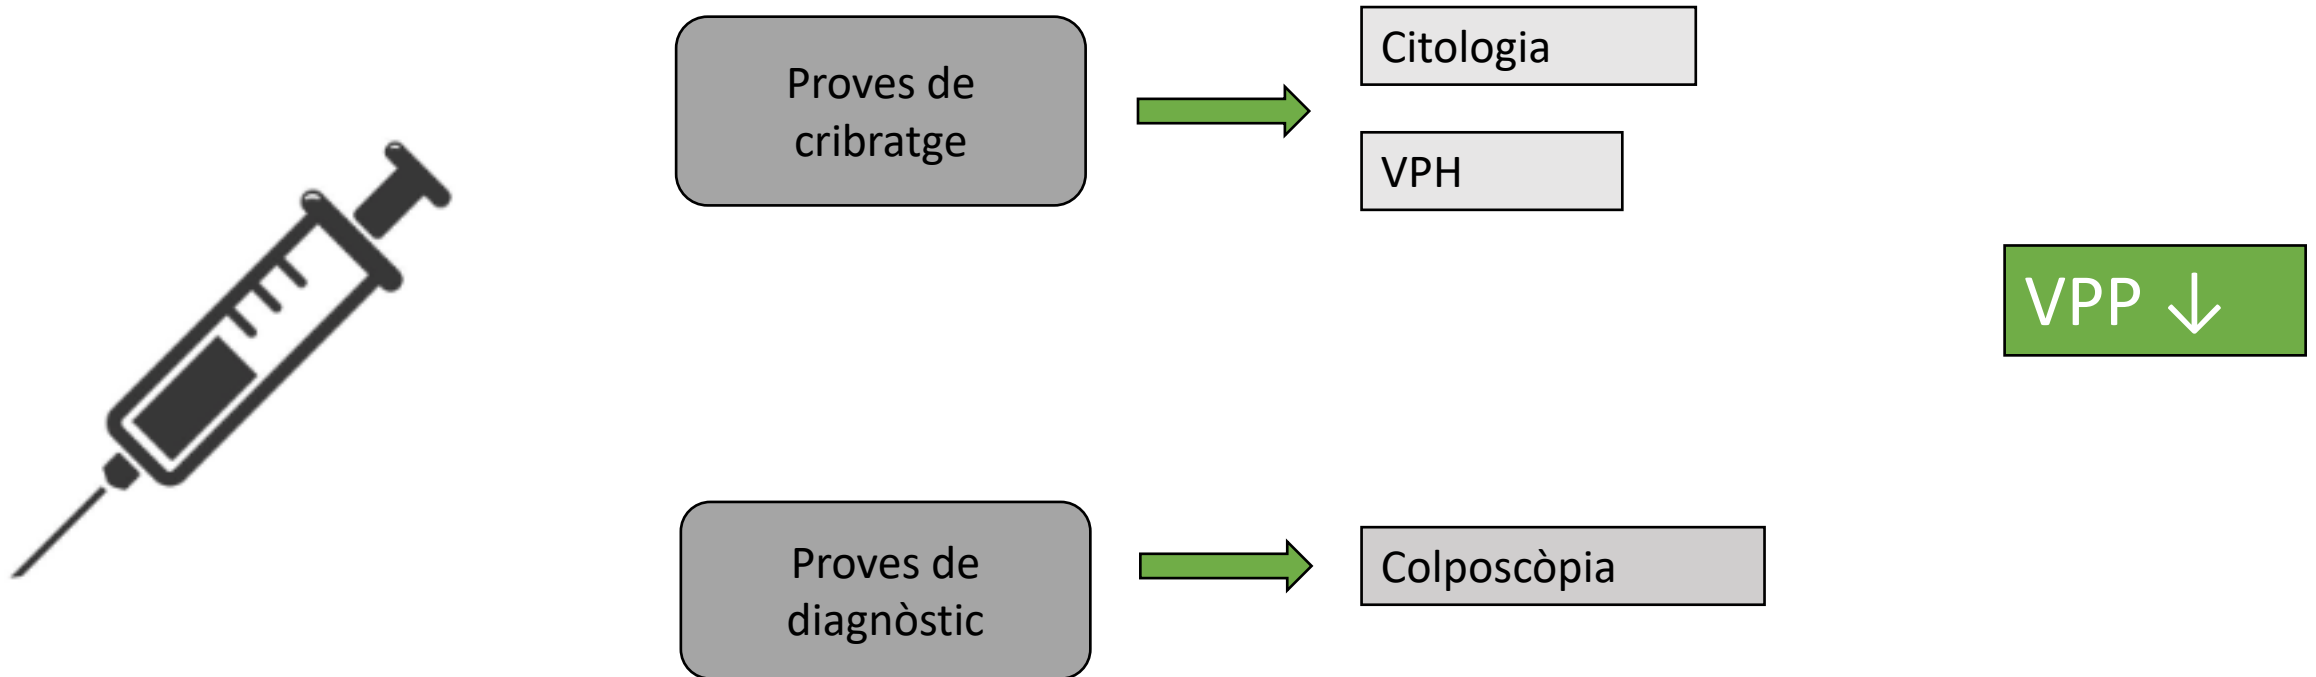 Proves de
cribratge
Citologia
VPH
VPP ↓
Proves de
diagnòstic
Colposcòpia